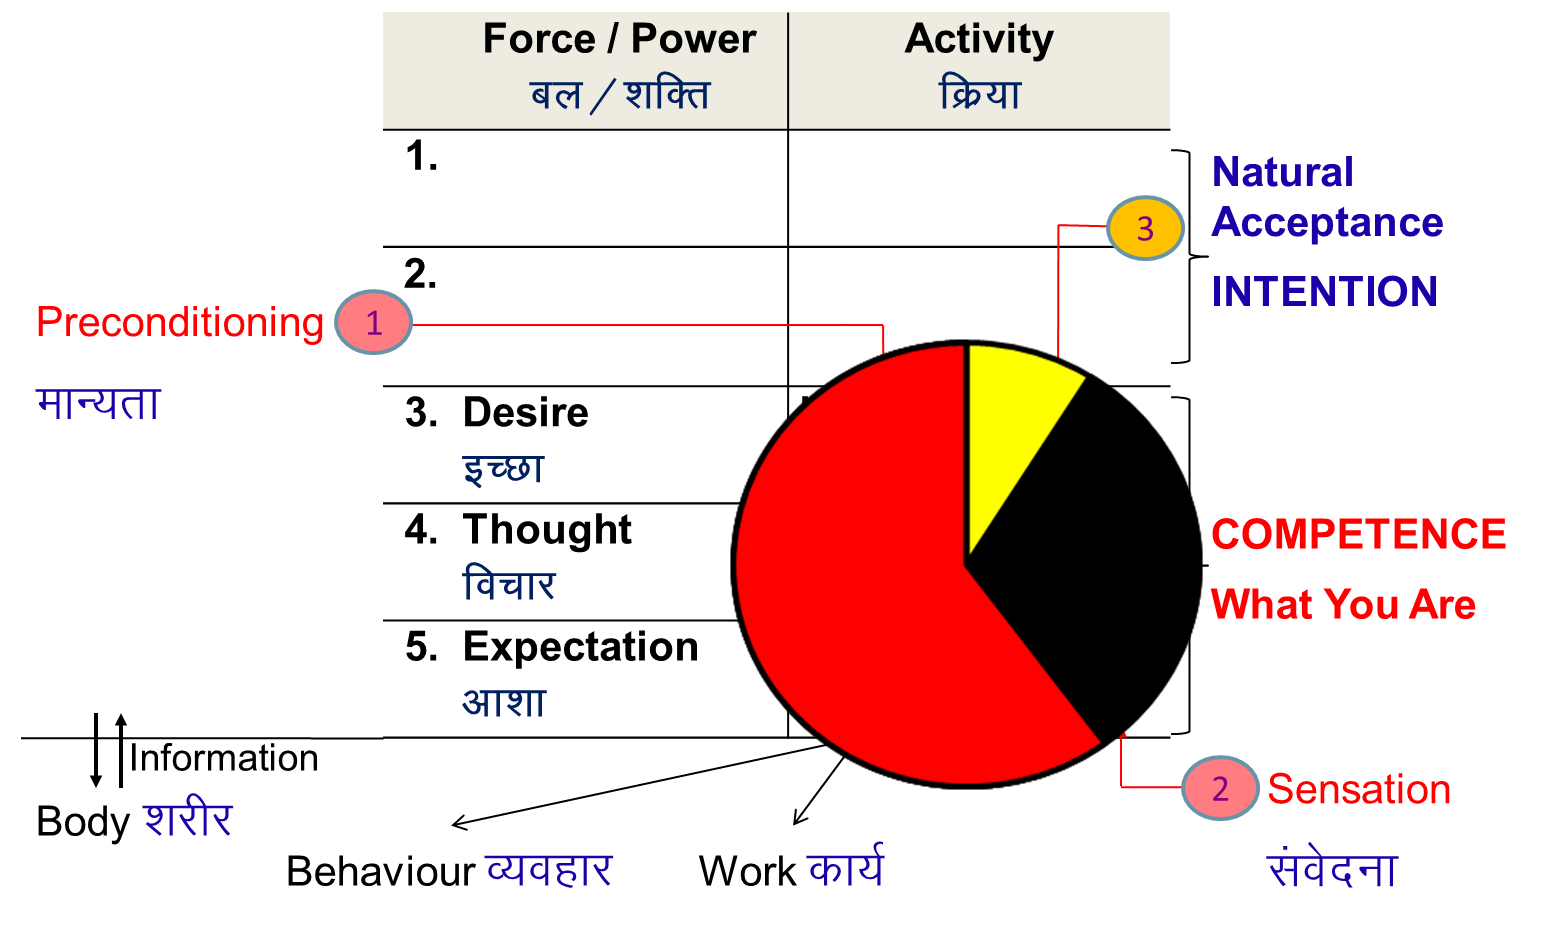 Force / Power
बल / शक्ति
Activity
क्रिया
1.
3
Natural
Acceptance
INTENTION
2.
Preconditioning
1
मान्यता
3. Desire
इच्छा
4. Thought
विचार
COMPETENCE
What You Are
5. Expectation
आशा
Information
Body शरीर
2
Sensation
संवेदना
Behaviour व्यवहार
Work कार्य